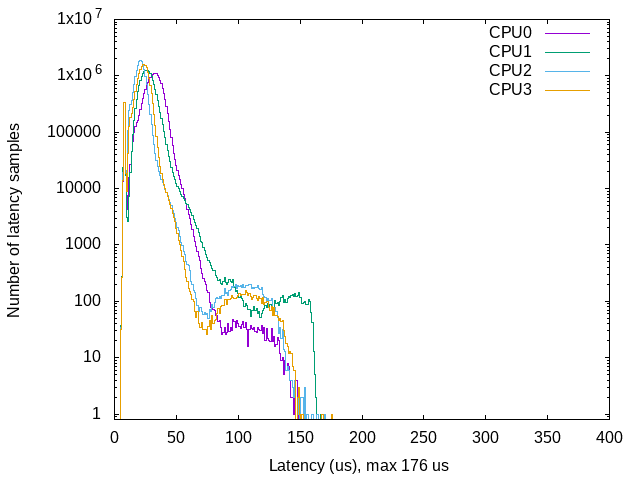 1x10^7
1x10^6
100000
10000
1000
100
10
1
Number of latency samples
CPU0
CPU1
CPU2
CPU3
0 50 100 150 200 250 300 350 400
Latency (us), max 176 us